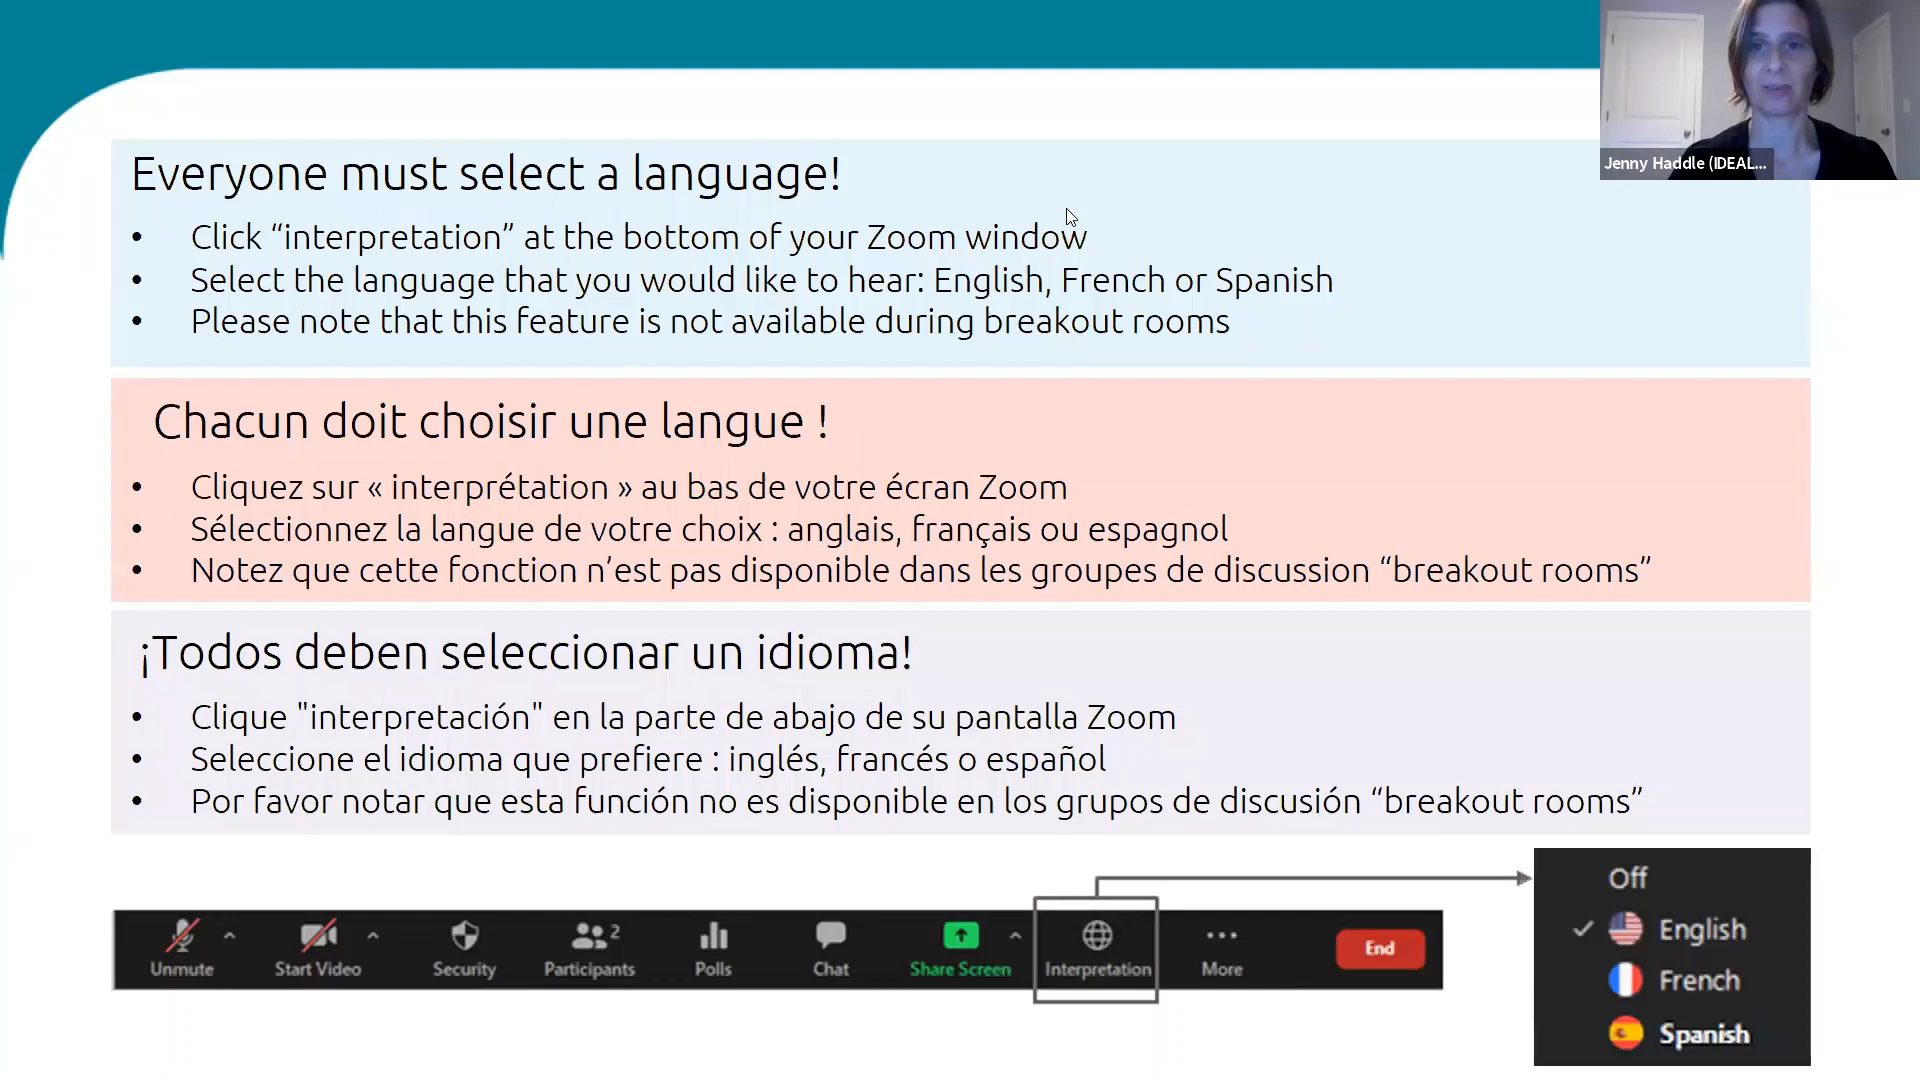 Jenny Haddle (IDEAL...
Everyone must select a language!
• Click “interpretation” at the bottom of your Zoom window
• Select the language that you would like to hear: English, French or Spanish
• Please note that this feature is not available during breakout rooms
Chacun doit choisir une langue !
• Cliquez sur « interprétation » au bas de votre écran Zoom
• Sélectionnez la langue de votre choix : anglais, français ou espagnol
• Notez que cette fonction n’est pas disponible dans les groupes de discussion “breakout rooms”
¡Todos deben seleccionar un idioma!
• Clique "interpretación" en la parte de abajo de su pantalla Zoom
• Seleccione el idioma que prefiere : inglés, francés o español
• Por favor notar que esta función no es disponible en los grupos de discusión “breakout rooms”
Unmute Start Video Security Participants 2 Polls Chat Share Screen Interpretation More End
Off
English
French
Spanish